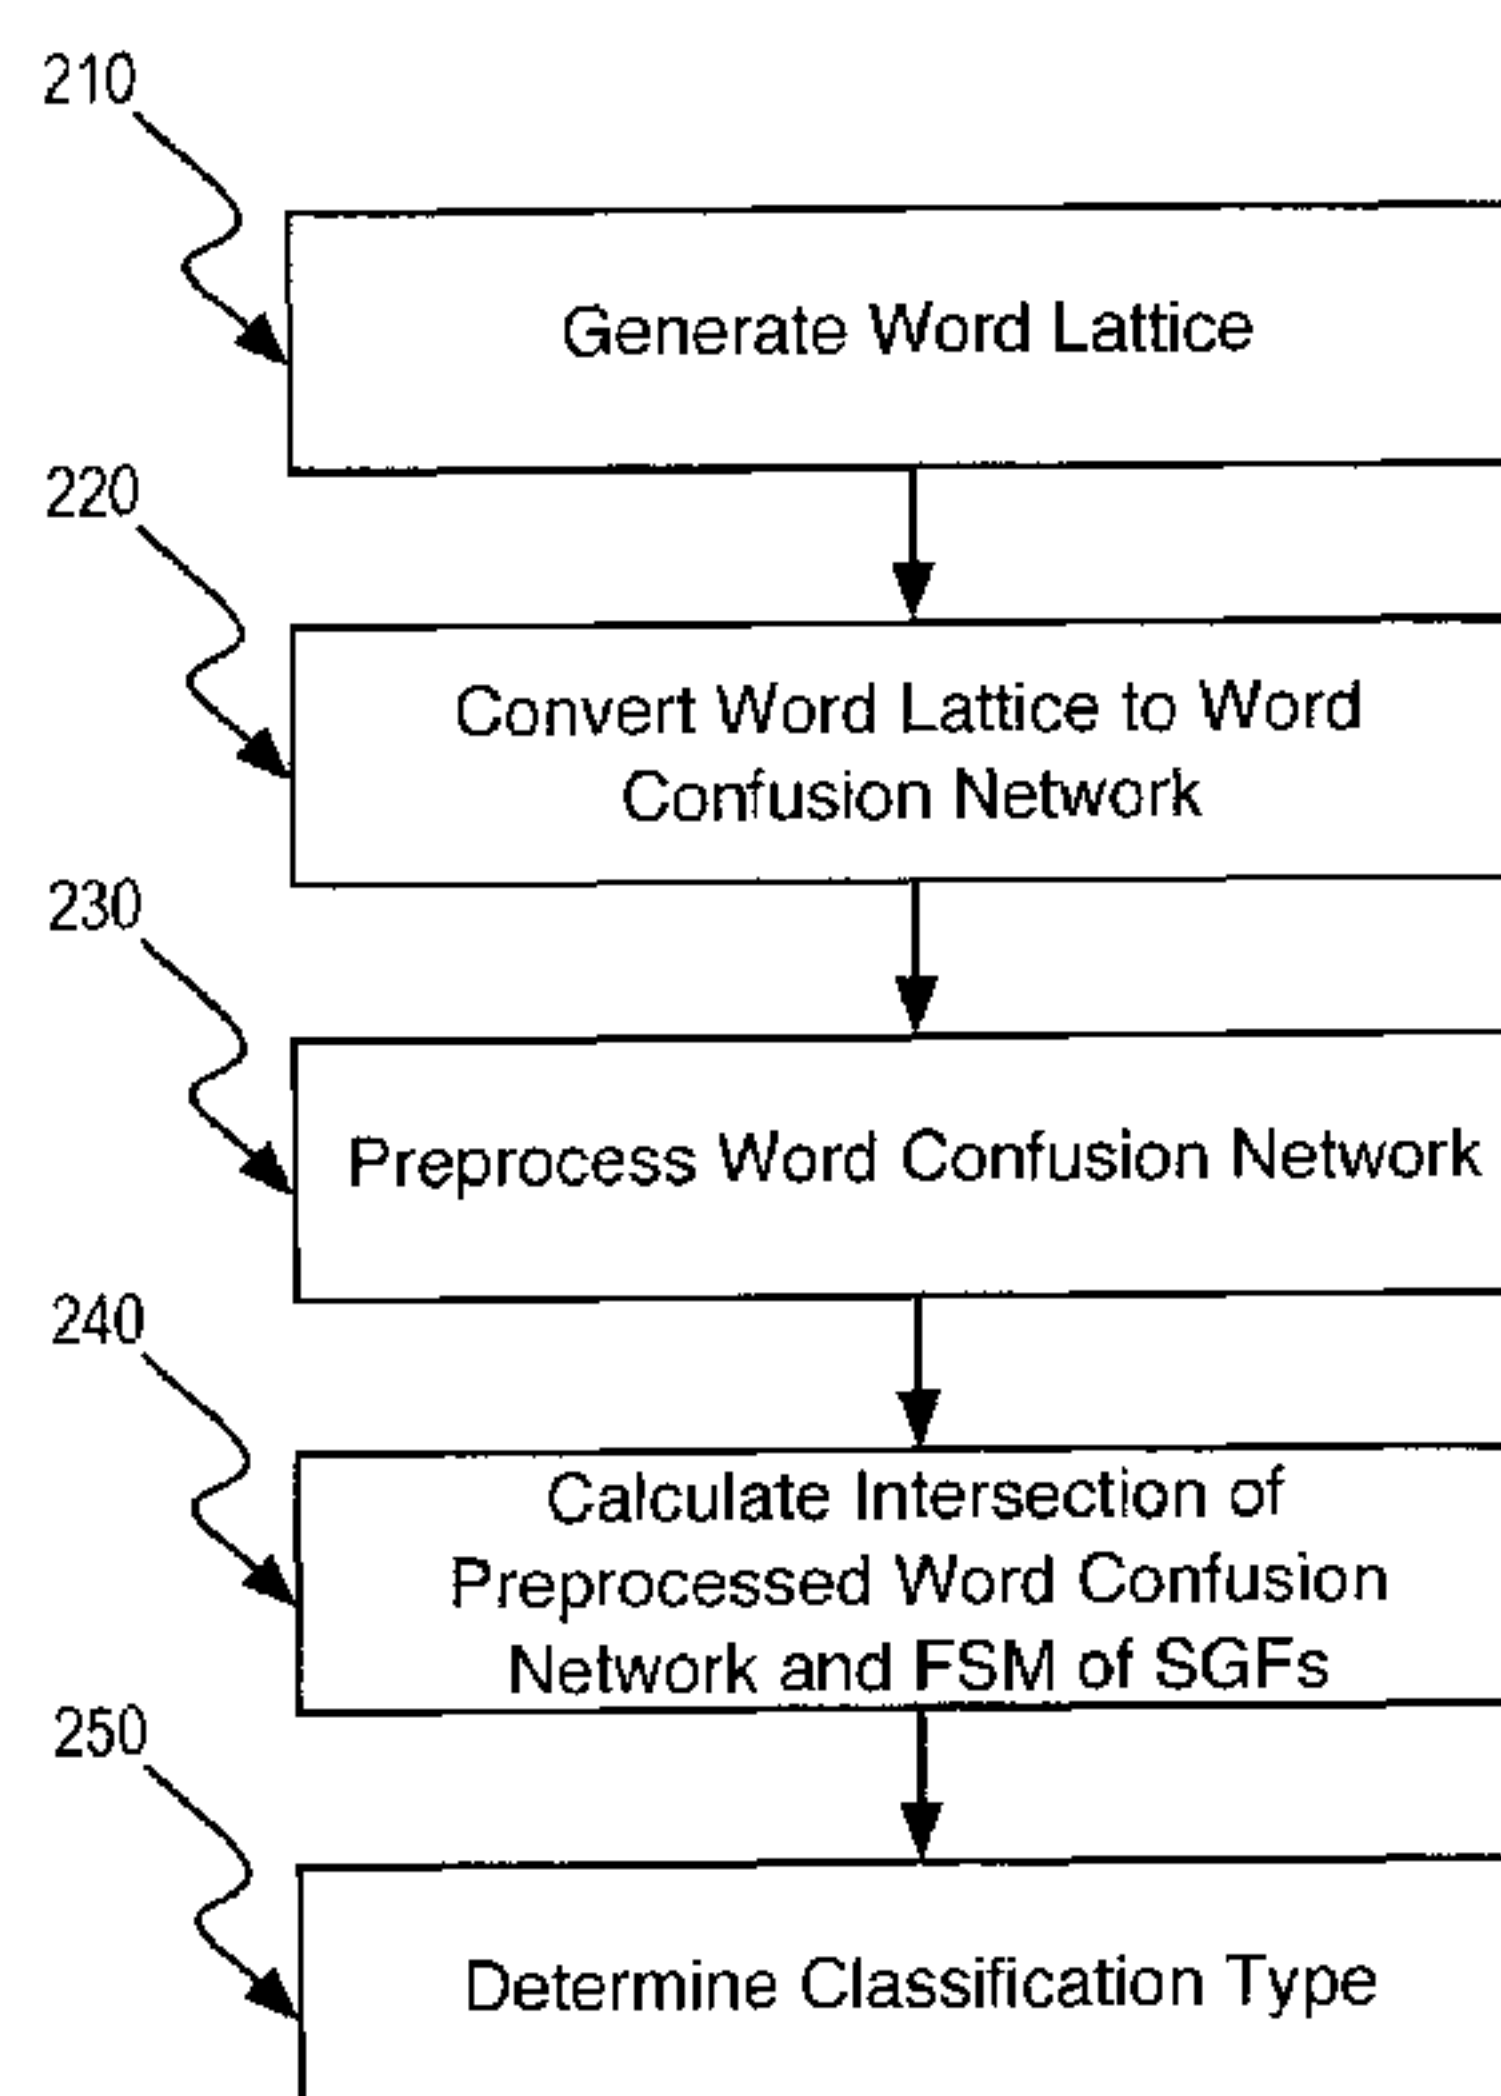 210
Generate Word Lattice
220
Convert Word Lattice to Word
Confusion Network
230
Preprocess Word Confusion Network
240
Calculate Intersection of
Preprocessed Word Confusion
Network and FSM of SGFs
250
Determine Classification Type